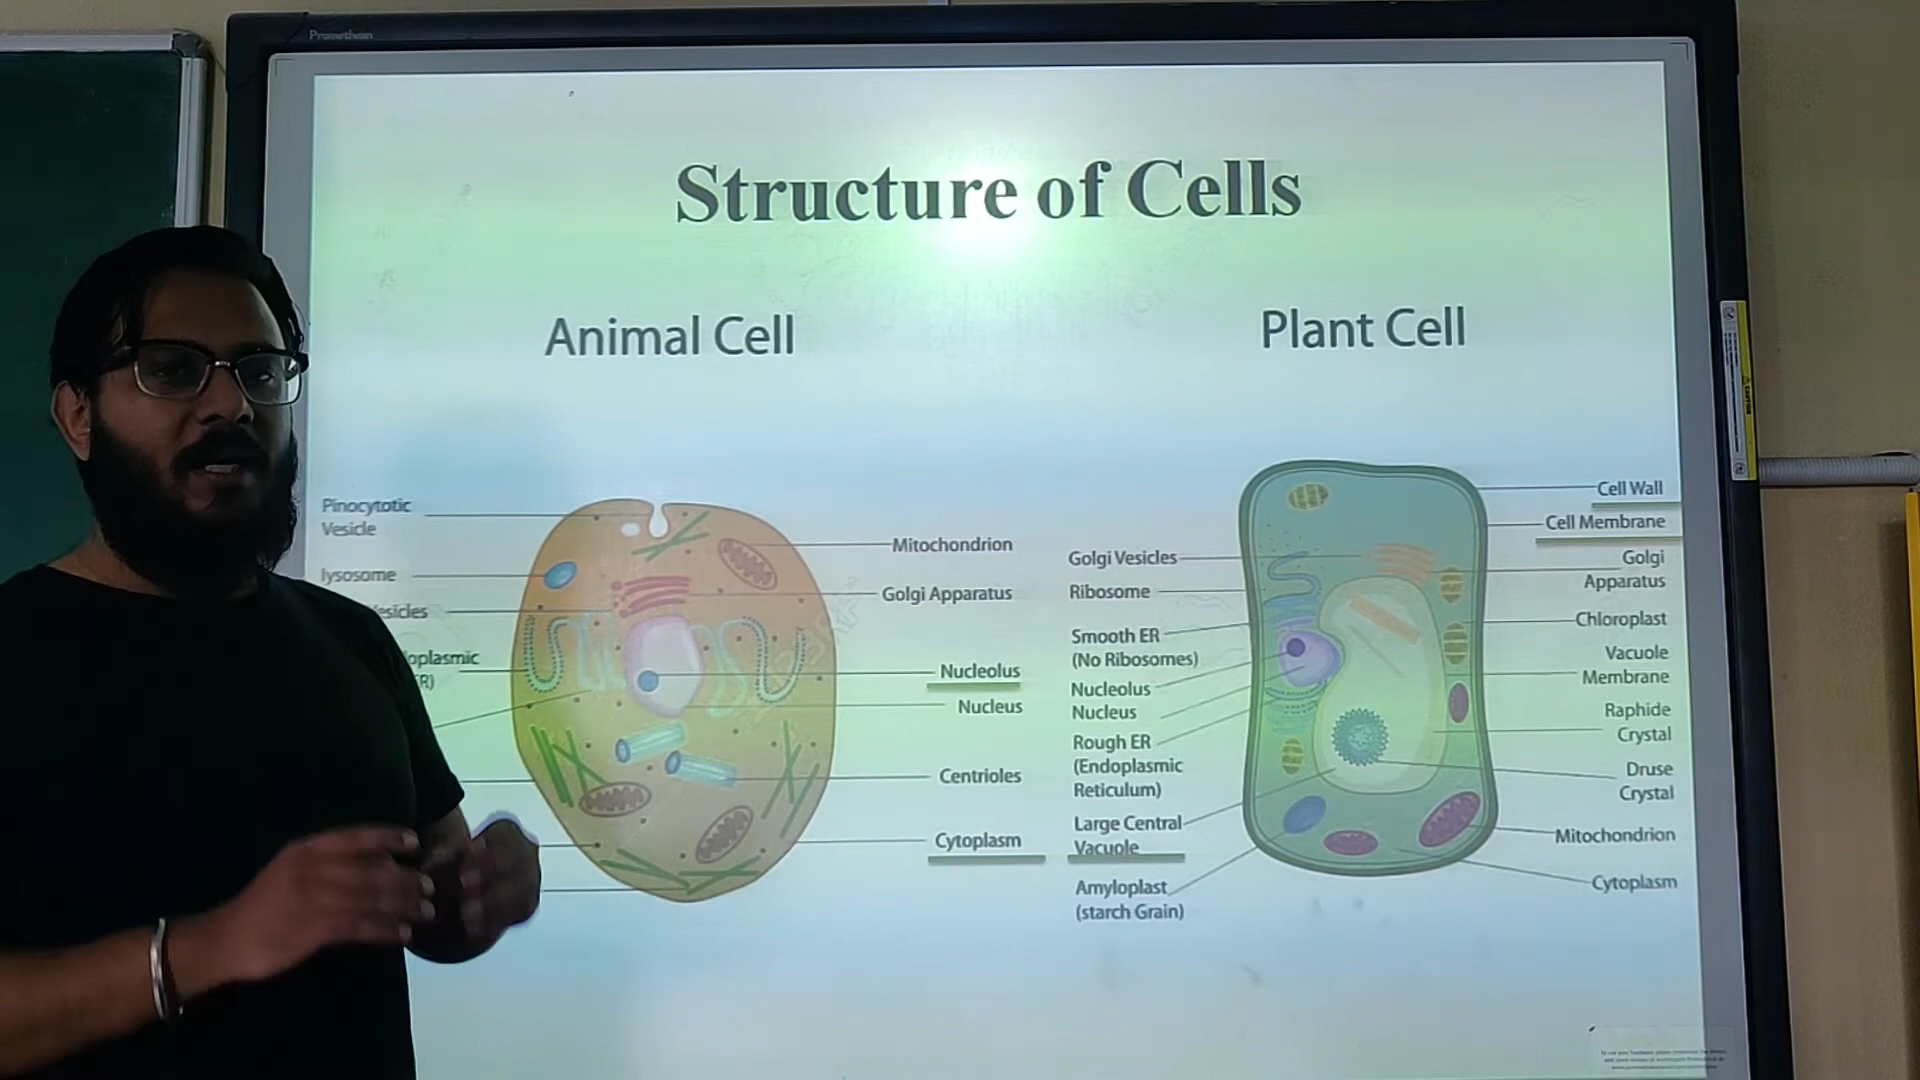 Promethean
Structure of Cells
Animal Cell
Plant Cell
Pinocytotic
Vesicle
lysosome
Mitochondrion
Golgi Apparatus
Nucleolus
Nucleus
Centrioles
Cytoplasm
Golgi Vesicles
Ribosome
Smooth ER
(No Ribosomes)
Nucleolus
Nucleus
Rough ER
(Endoplasmic
Reticulum)
Large Central
Vacuole
Amyloplast
(starch Grain)
Cell Wall
Cell Membrane
Golgi
Apparatus
Chloroplast
Vacuole
Membrane
Raphide
Crystal
Druse
Crystal
Mitochondrion
Cytoplasm
CAUTION